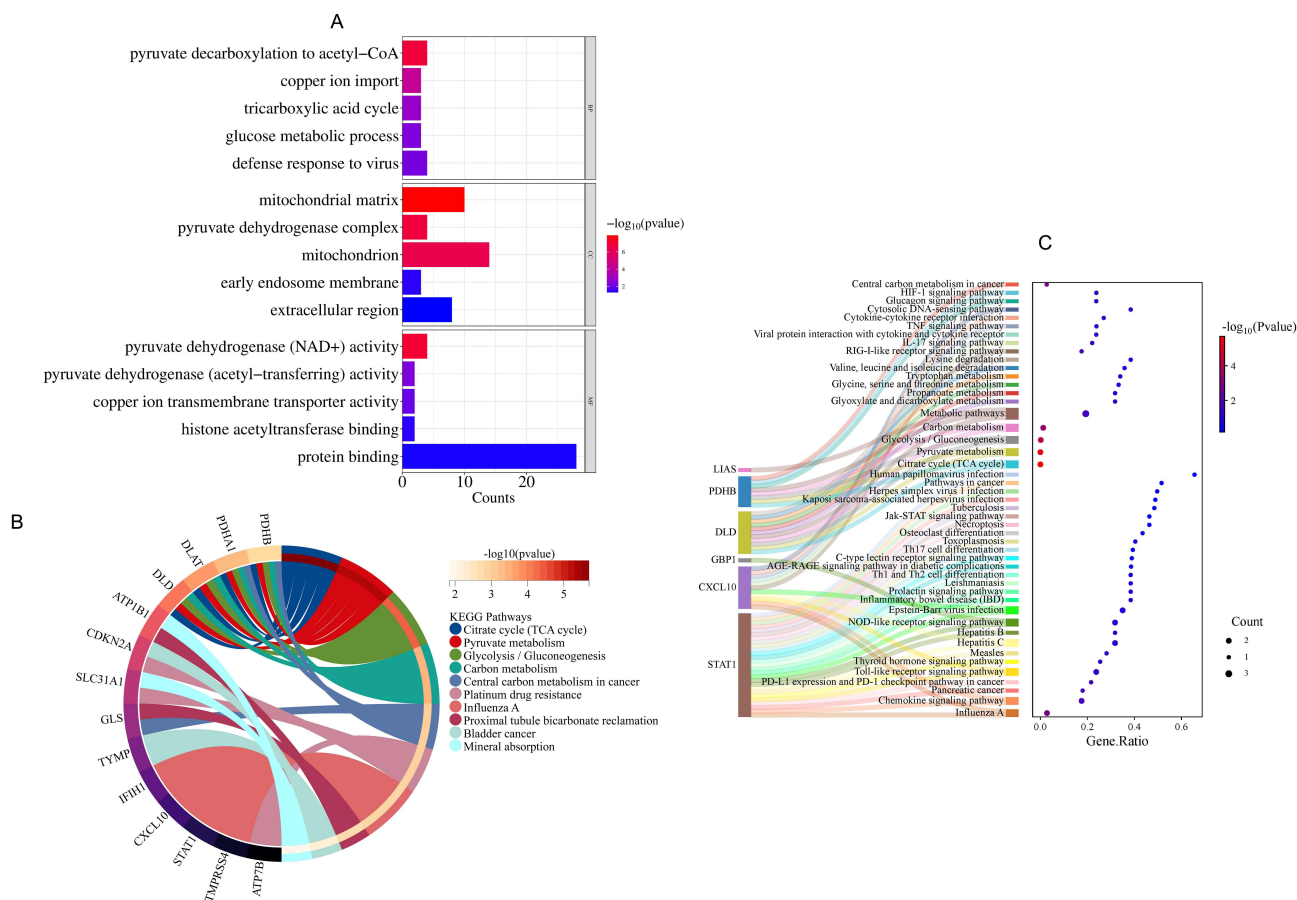 A
pyruvate decarboxylation to acetyl−CoA
copper ion import
tricarboxylic acid cycle
glucose metabolic process
defense response to virus
BP
mitochondrial matrix
pyruvate dehydrogenase complex
mitochondrion
early endosome membrane
extracellular region
CC
pyruvate dehydrogenase (NAD+) activity
pyruvate dehydrogenase (acetyl−transferring) activity
copper ion transmembrane transporter activity
histone acetyltransferase binding
protein binding
MF
0 10 20
Counts
−log10(pvalue)
6
4
2
B
PDHB
PDHA1
DLAT
DLD
ATP1B1
CDKN2A
SLC31A1
GLS
TYMP
IFIH1
CXCL10
STAT1
TMPRSS4
ATP7B
-log10(pvalue)
2 3 4 5
KEGG Pathways
Citrate cycle (TCA cycle)
Pyruvate metabolism
Glycolysis / Gluconeogenesis
Carbon metabolism
Central carbon metabolism in cancer
Platinum drug resistance
Influenza A
Proximal tubule bicarbonate reclamation
Bladder cancer
Mineral absorption
C
LIAS
PDHB
DLD
GBP1
CXCL10
STAT1
Central carbon metabolism in cancer
HIF-1 signaling pathway
Glucagon signaling pathway
Cytosolic DNA-sensing pathway
Cytokine-cytokine receptor interaction
TNF signaling pathway
Viral protein interaction with cytokine and cytokine receptor
IL-17 signaling pathway
RIG-I-like receptor signaling pathway
Lysine degradation
Valine, leucine and isoleucine degradation
Tryptophan metabolism
Glycine, serine and threonine metabolism
Propanoate metabolism
Glyoxylate and dicarboxylate metabolism
Metabolic pathways
Carbon metabolism
Glycolysis / Gluconeogenesis
Pyruvate metabolism
Citrate cycle (TCA cycle)
Human papillomavirus infection
Pathways in cancer
Herpes simplex virus 1 infection
Kaposi sarcoma-associated herpesvirus infection
Tuberculosis
Jak-STAT signaling pathway
Necroptosis
Osteoclast differentiation
Toxoplasmosis
Th17 cell differentiation
C-type lectin receptor signaling pathway
AGE-RAGE signaling pathway in diabetic complications
Th1 and Th2 cell differentiation
Leishmaniasis
Prolactin signaling pathway
Inflammatory bowel disease (IBD)
Epstein-Barr virus infection
NOD-like receptor signaling pathway
Hepatitis B
Hepatitis C
Measles
Thyroid hormone signaling pathway
Toll-like receptor signaling pathway
PD-L1 expression and PD-1 checkpoint pathway in cancer
Pancreatic cancer
Chemokine signaling pathway
Influenza A
0.0 0.2 0.4 0.6
Gene.Ratio
-log10(Pvalue)
4
2
Count
2
1
3